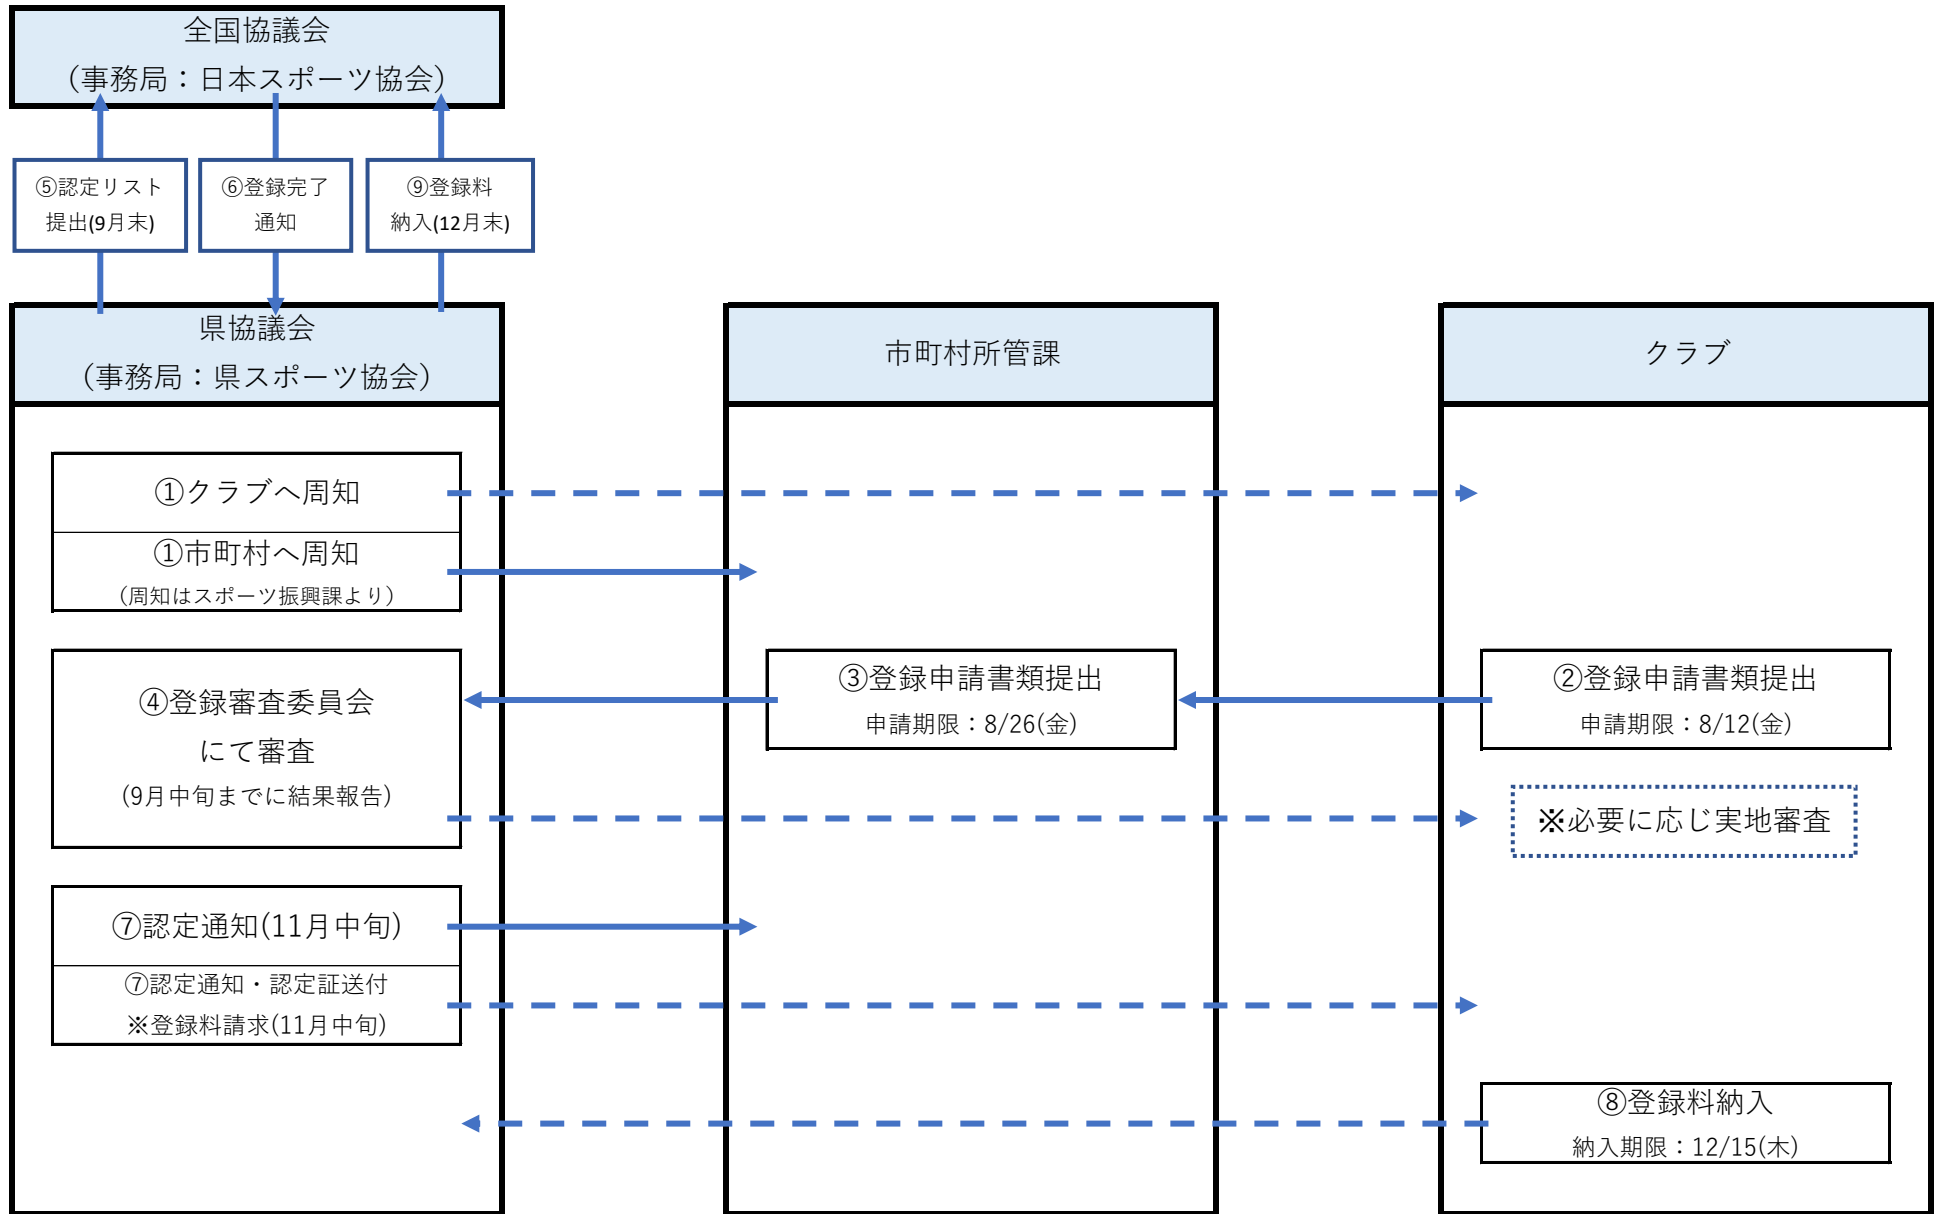 全国協議会
（事務局：日本スポーツ協会）
⑤認定リスト
提出(9月末)
⑥登録完了
通知
⑨登録料
納入(12月末)
県協議会
（事務局：県スポーツ協会）
市町村所管課
クラブ
①クラブへ周知
①市町村へ周知
（周知はスポーツ振興課より）
④登録審査委員会
にて審査
(9月中旬までに結果報告)
③登録申請書類提出
申請期限：8/26(金)
②登録申請書類提出
申請期限：8/12(金)
※必要に応じ実地審査
⑦認定通知(11月中旬)
⑦認定通知・認定証送付
※登録料請求(11月中旬)
⑧登録料納入
納入期限：12/15(木)